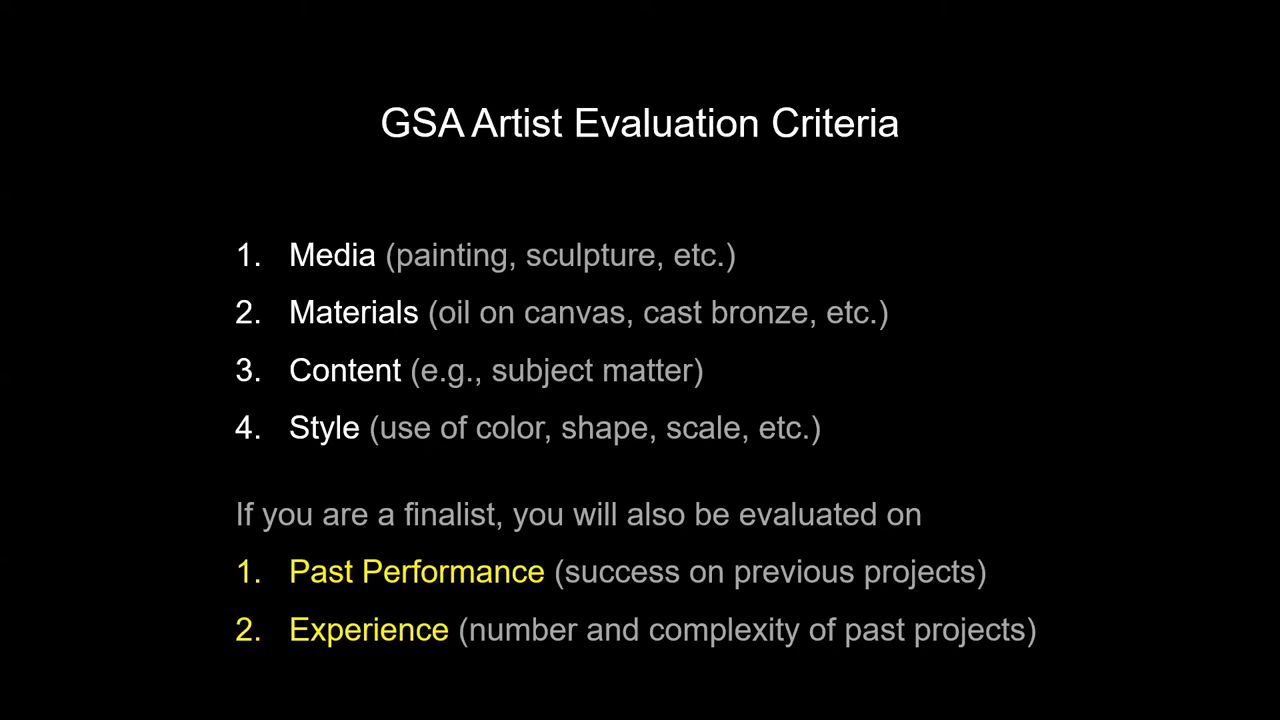 GSA Artist Evaluation Criteria
1. Media (painting, sculpture, etc.)
2. Materials (oil on canvas, cast bronze, etc.)
3. Content (e.g., subject matter)
4. Style (use of color, shape, scale, etc.)
If you are a finalist, you will also be evaluated on
1. Past Performance (success on previous projects)
2. Experience (number and complexity of past projects)